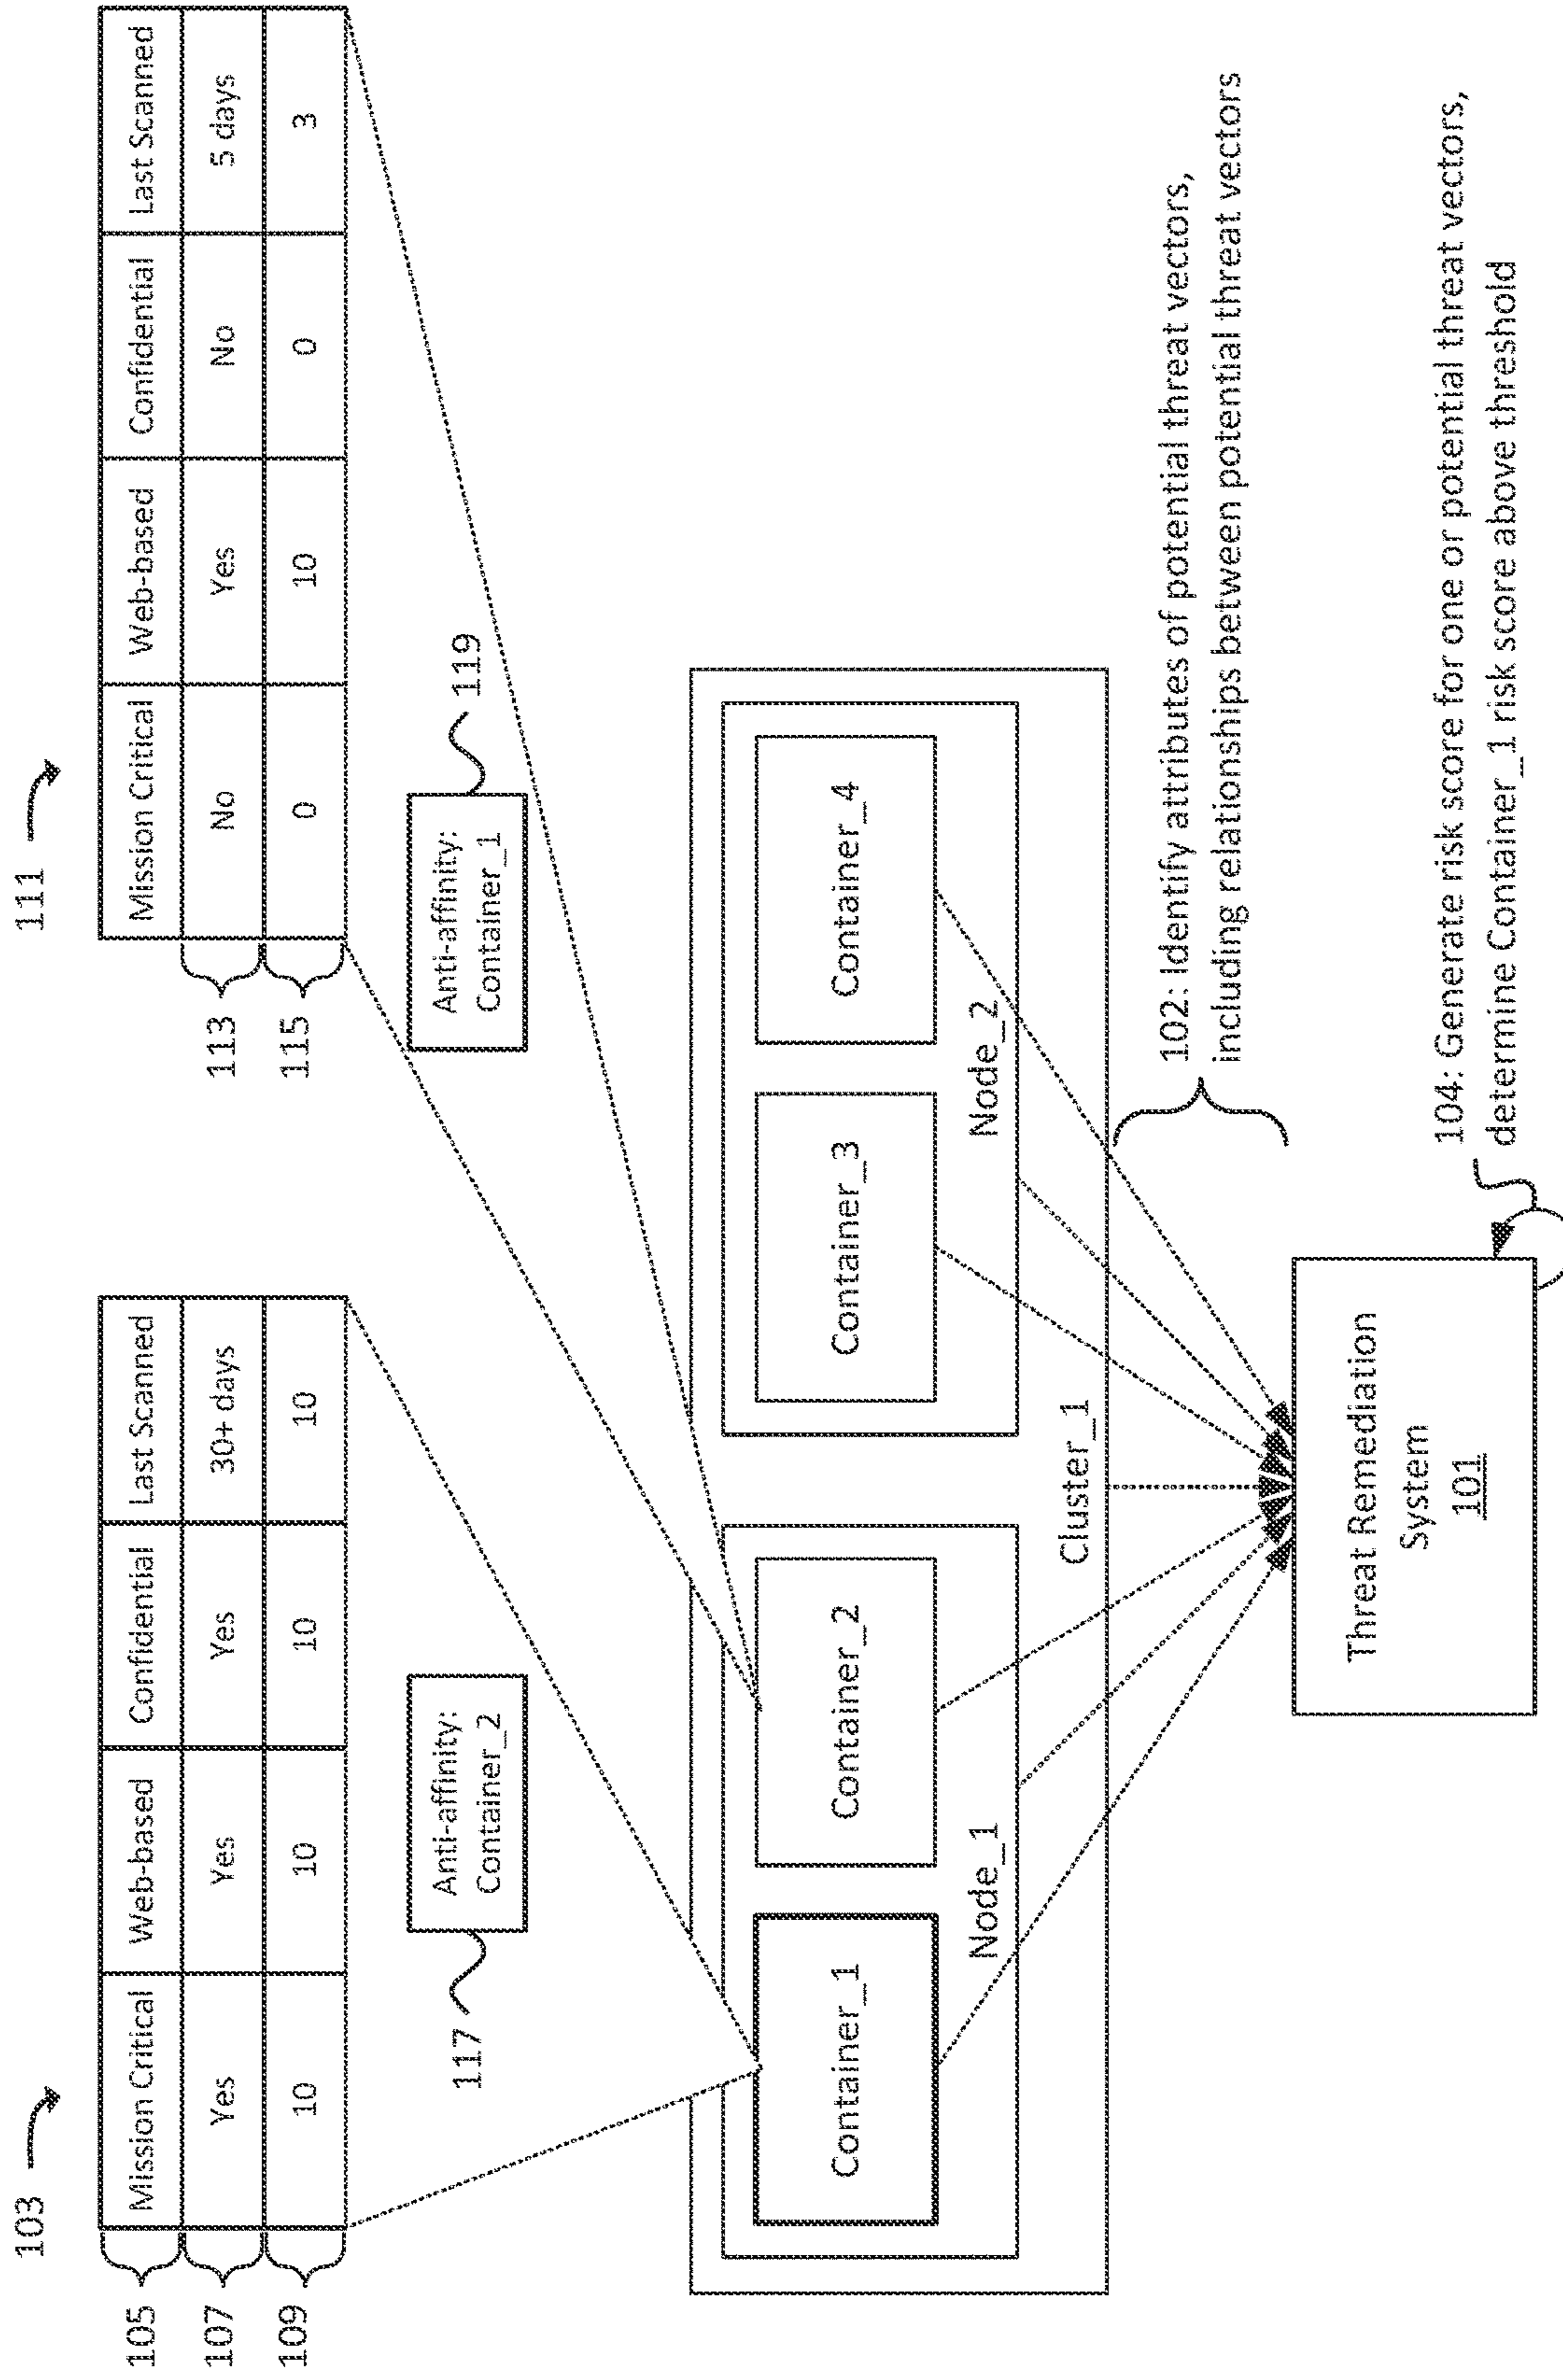 103
111
105
107
109
Mission Critical
Web-based
Confidential
Last Scanned
Yes
Yes
Yes
30+ days
10
10
10
10
113
115
Mission Critical
Web-based
Confidential
Last Scanned
No
Yes
No
5 days
0
10
0
3
117
Anti-affinity:
Container_2
Anti-affinity:
Container_1
119
Container_1
Container_2
Container_3
Container_4
Node_1
Node_2
Cluster_1
102: Identify attributes of potential threat vectors,
including relationships between potential threat vectors
Threat Remediation
System
101
104: Generate risk score for one or potential threat vectors,
determine Container_1 risk score above threshold